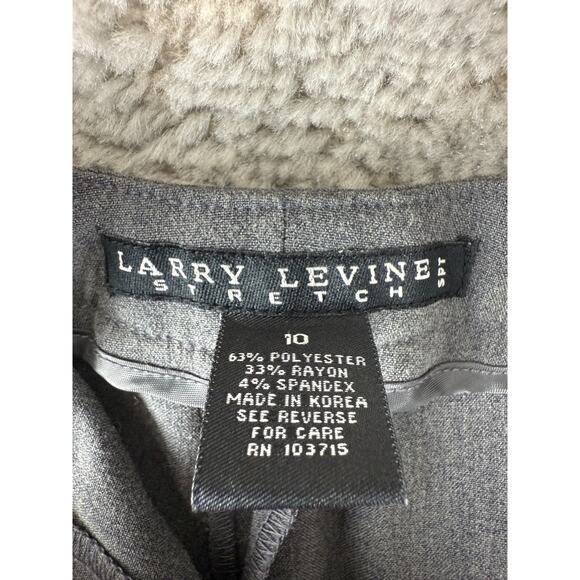 LARRY LEVINE
STRETCH SPT
10
63% POLYESTER
33% RAYON
4% SPANDEX
MADE IN KOREA
SEE REVERSE
FOR CARE
RN 103715